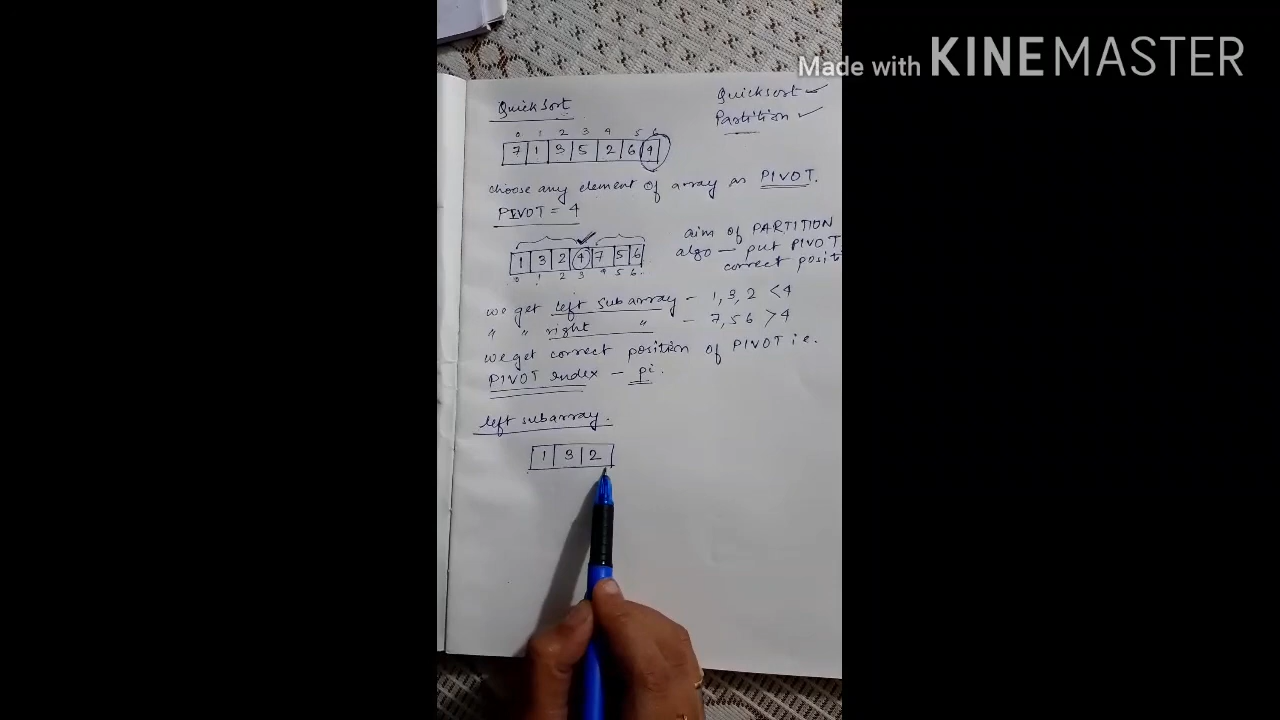 Made with KINEMASTER
Quicksort
Partition
Quick Sort
0 1 2 3 4 5 6
7 1 3 5 2 6 4
choose any element of array as PIVOT.
PIVOT = 4
aim of PARTITION
algo — put PIVOT
correct positi
1 3 2 4 7 5 6
0 1 2 3 4 5 6
we get left subarray - 1, 3, 2 < 4
" " right " - 7, 5 6 > 4
we get correct position of PIVOT i.e.
PIVOT Index - pi.
left subarray.
1 3 2